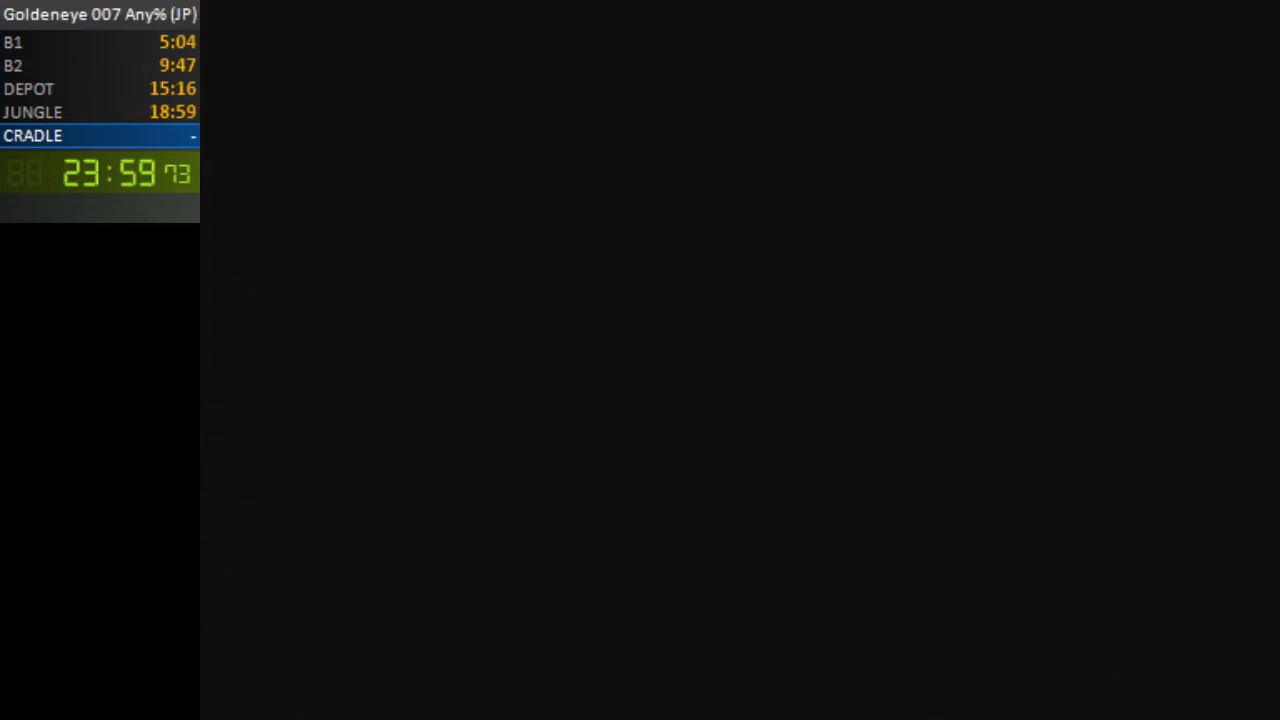 Goldeneye 007 Any% (JP)
B1 5:04
B2 9:47
DEPOT 15:16
JUNGLE 18:59
CRADLE -
23:59 73